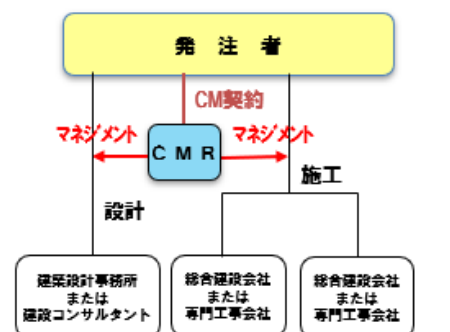 発 注 者
CM契約
マネジメント
マネジメント
C M R
施工
設計
建築設計事務所
または
建設コンサルタント
総合建設会社
または
専門工事会社
総合建設会社
または
専門工事会社